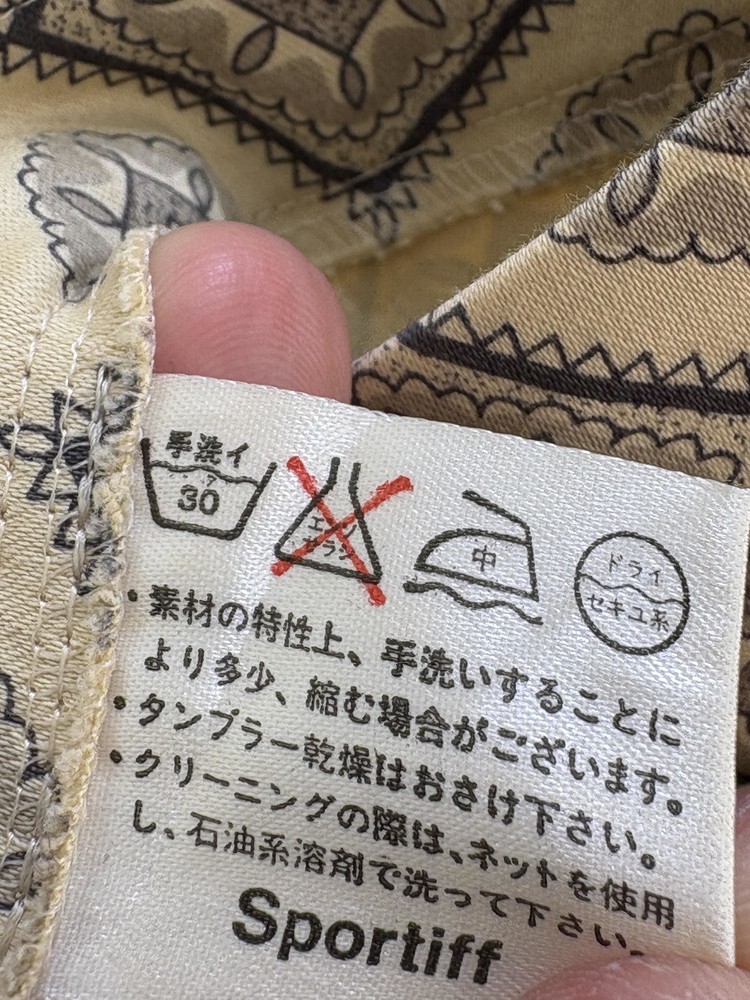 手洗イ
30
エンソ
サラシ
中
ドライ
セキユ系
・素材の特性上、手洗いすることに
より多少、縮む場合がございます。
・タンブラー乾燥はおさけ下さい。
・クリーニングの際は、ネットを使用
し、石油系溶剤で洗って下さい。
Sportiff